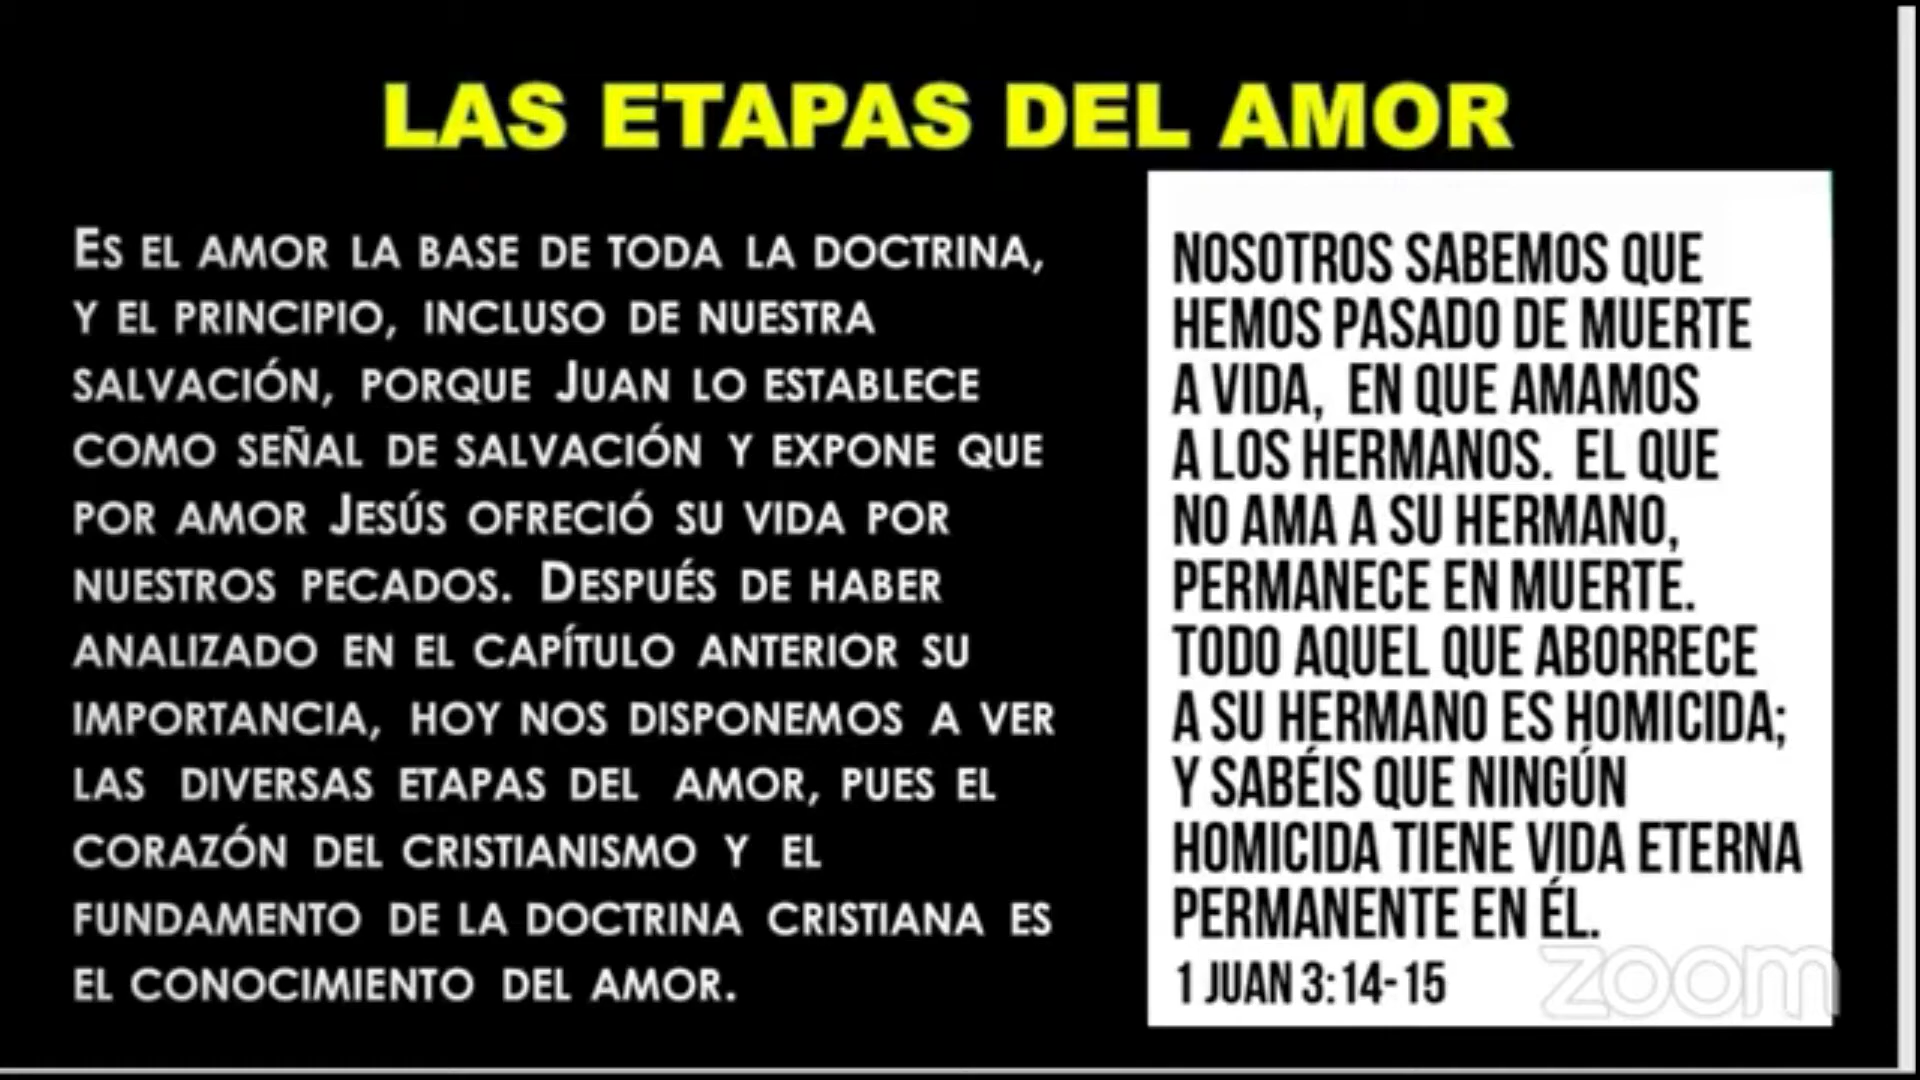 LAS ETAPAS DEL AMOR
ES EL AMOR LA BASE DE TODA LA DOCTRINA,
Y EL PRINCIPIO, INCLUSO DE NUESTRA
SALVACIÓN, PORQUE JUAN LO ESTABLECE
COMO SEÑAL DE SALVACIÓN Y EXPONE QUE
POR AMOR JESÚS OFRECIÓ SU VIDA POR
NUESTROS PECADOS. DESPUÉS DE HABER
ANALIZADO EN EL CAPÍTULO ANTERIOR SU
IMPORTANCIA, HOY NOS DISPONEMOS A VER
LAS DIVERSAS ETAPAS DEL AMOR, PUES EL
CORAZÓN DEL CRISTIANISMO Y EL
FUNDAMENTO DE LA DOCTRINA CRISTIANA ES
EL CONOCIMIENTO DEL AMOR.
NOSOTROS SABEMOS QUE
HEMOS PASADO DE MUERTE
A VIDA, EN QUE AMAMOS
A LOS HERMANOS. EL QUE
NO AMA A SU HERMANO,
PERMANECE EN MUERTE.
TODO AQUEL QUE ABORRECE
A SU HERMANO ES HOMICIDA;
Y SABÉIS QUE NINGÚN
HOMICIDA TIENE VIDA ETERNA
PERMANENTE EN ÉL.
1 JUAN 3:14-15
zoom